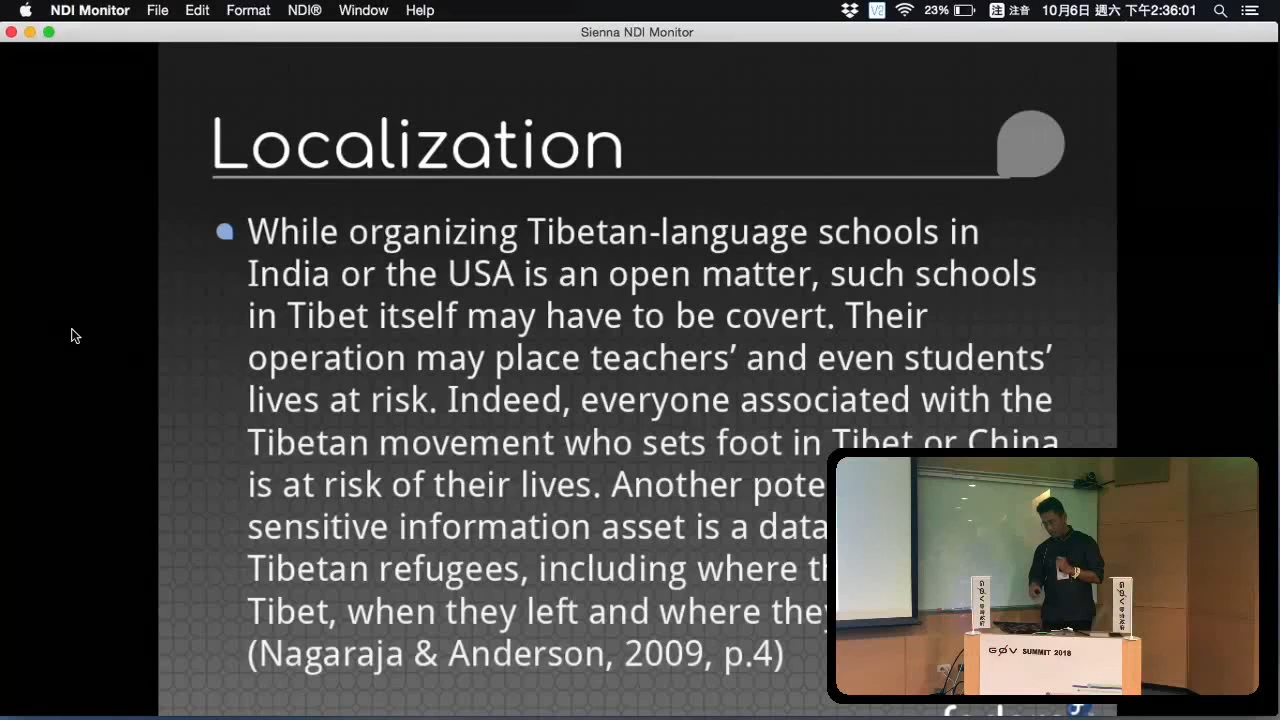 NDI Monitor File Edit Format NDI® Window Help 23% 注 注音 10月6日 週六 下午2:36:01
Sienna NDI Monitor
Localization
While organizing Tibetan-language schools in
India or the USA is an open matter, such schools
in Tibet itself may have to be covert. Their
operation may place teachers’ and even students’
lives at risk. Indeed, everyone associated with the
Tibetan movement who sets foot in Tibet or China
is at risk of their lives. Another
sensitive information asset is a
Tibetan refugees, including where
Tibet, when they left and where
(Nagaraja & Anderson, 2009, p.4)
GØV SUMMIT 2018